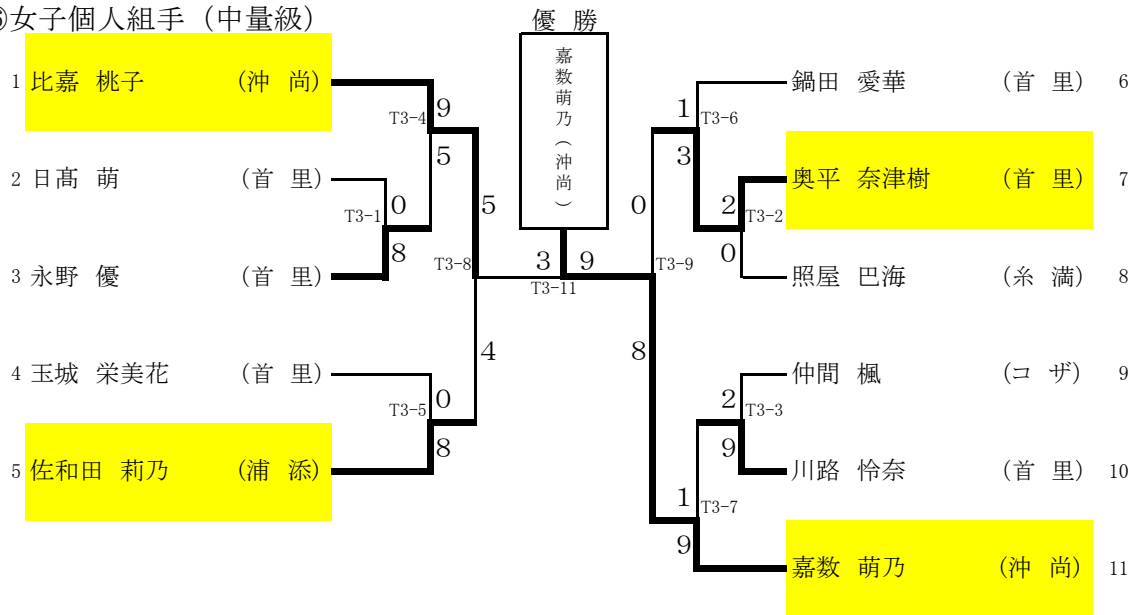 ⑥女子個人組手（中量級）
優 勝
嘉数萌乃（沖尚）
1 比嘉 桃子 (沖 尚)
2 日髙 萌 (首 里)
3 永野 優 (首 里)
4 玉城 栄美花 (首 里)
5 佐和田 莉乃 (浦 添)
T3-4 9
5
T3-1 0
8
T3-8 5
4
T3-5 0
8
3 9
T3-11
0 T3-9
8
1 T3-6
3
2 T3-2
0
2 T3-3
9
1 T3-7
9
鍋田 愛華 (首 里) 6
奥平 奈津樹 (首 里) 7
照屋 巴海 (糸 満) 8
仲間 楓 (コ ザ) 9
川路 怜奈 (首 里) 10
嘉数 萌乃 (沖 尚) 11